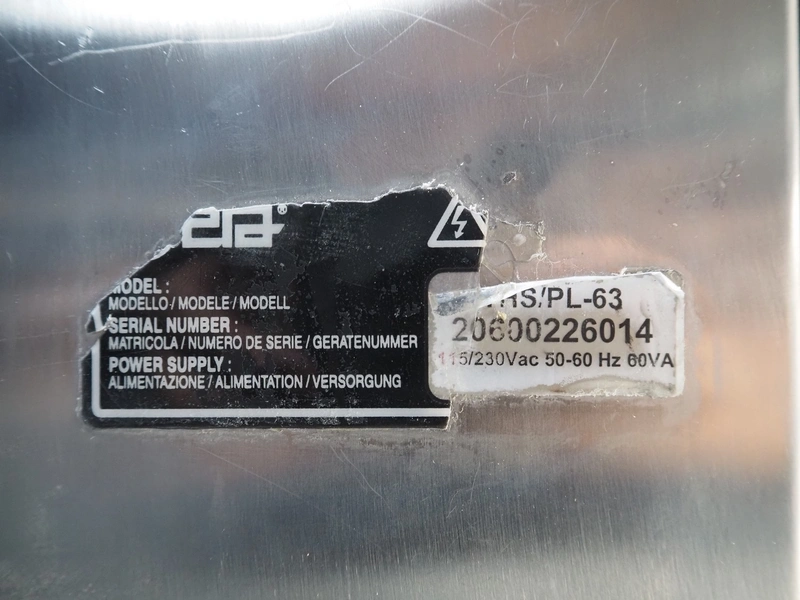 era®
MODEL :
MODELLO / MODELE / MODELL
HS/PL-63
SERIAL NUMBER :
MATRICOLA / NUMERO DE SERIE / GERATENUMMER
20600226014
POWER SUPPLY :
ALIMENTAZIONE / ALIMENTATION / VERSORGUNG
115/230Vac 50-60 Hz 60VA